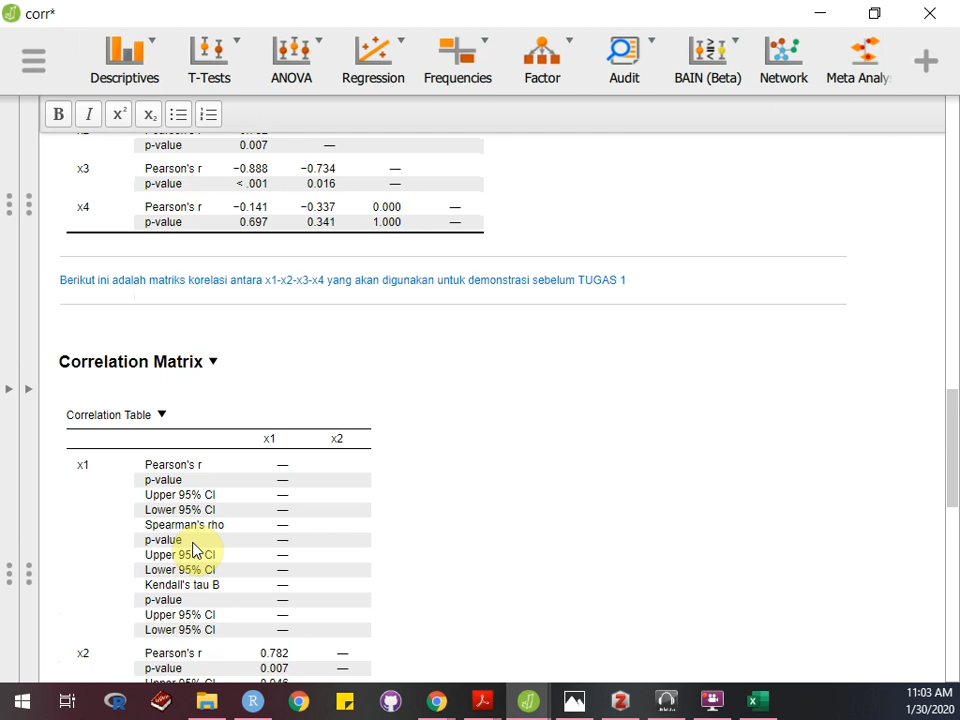 corr*
Descriptives T-Tests ANOVA Regression Frequencies Factor Audit BAIN (Beta) Network Meta Analy
B I x² x₂
p-value 0.007 —
x3 Pearson's r −0.888 −0.734 —
p-value < .001 0.016 —
x4 Pearson's r −0.141 −0.337 0.000 —
p-value 0.697 0.341 1.000 —
Berikut ini adalah matriks korelasi antara x1-x2-x3-x4 yang akan digunakan untuk demonstrasi sebelum TUGAS 1
Correlation Matrix ▼
Correlation Table ▼
x1 x2
x1 Pearson's r —
p-value —
Upper 95% CI —
Lower 95% CI —
Spearman's rho —
p-value —
Upper 95% CI —
Lower 95% CI —
Kendall's tau B —
p-value —
Upper 95% CI —
Lower 95% CI —
x2 Pearson's r 0.782 —
p-value 0.007 —
11:03 AM
1/30/2020